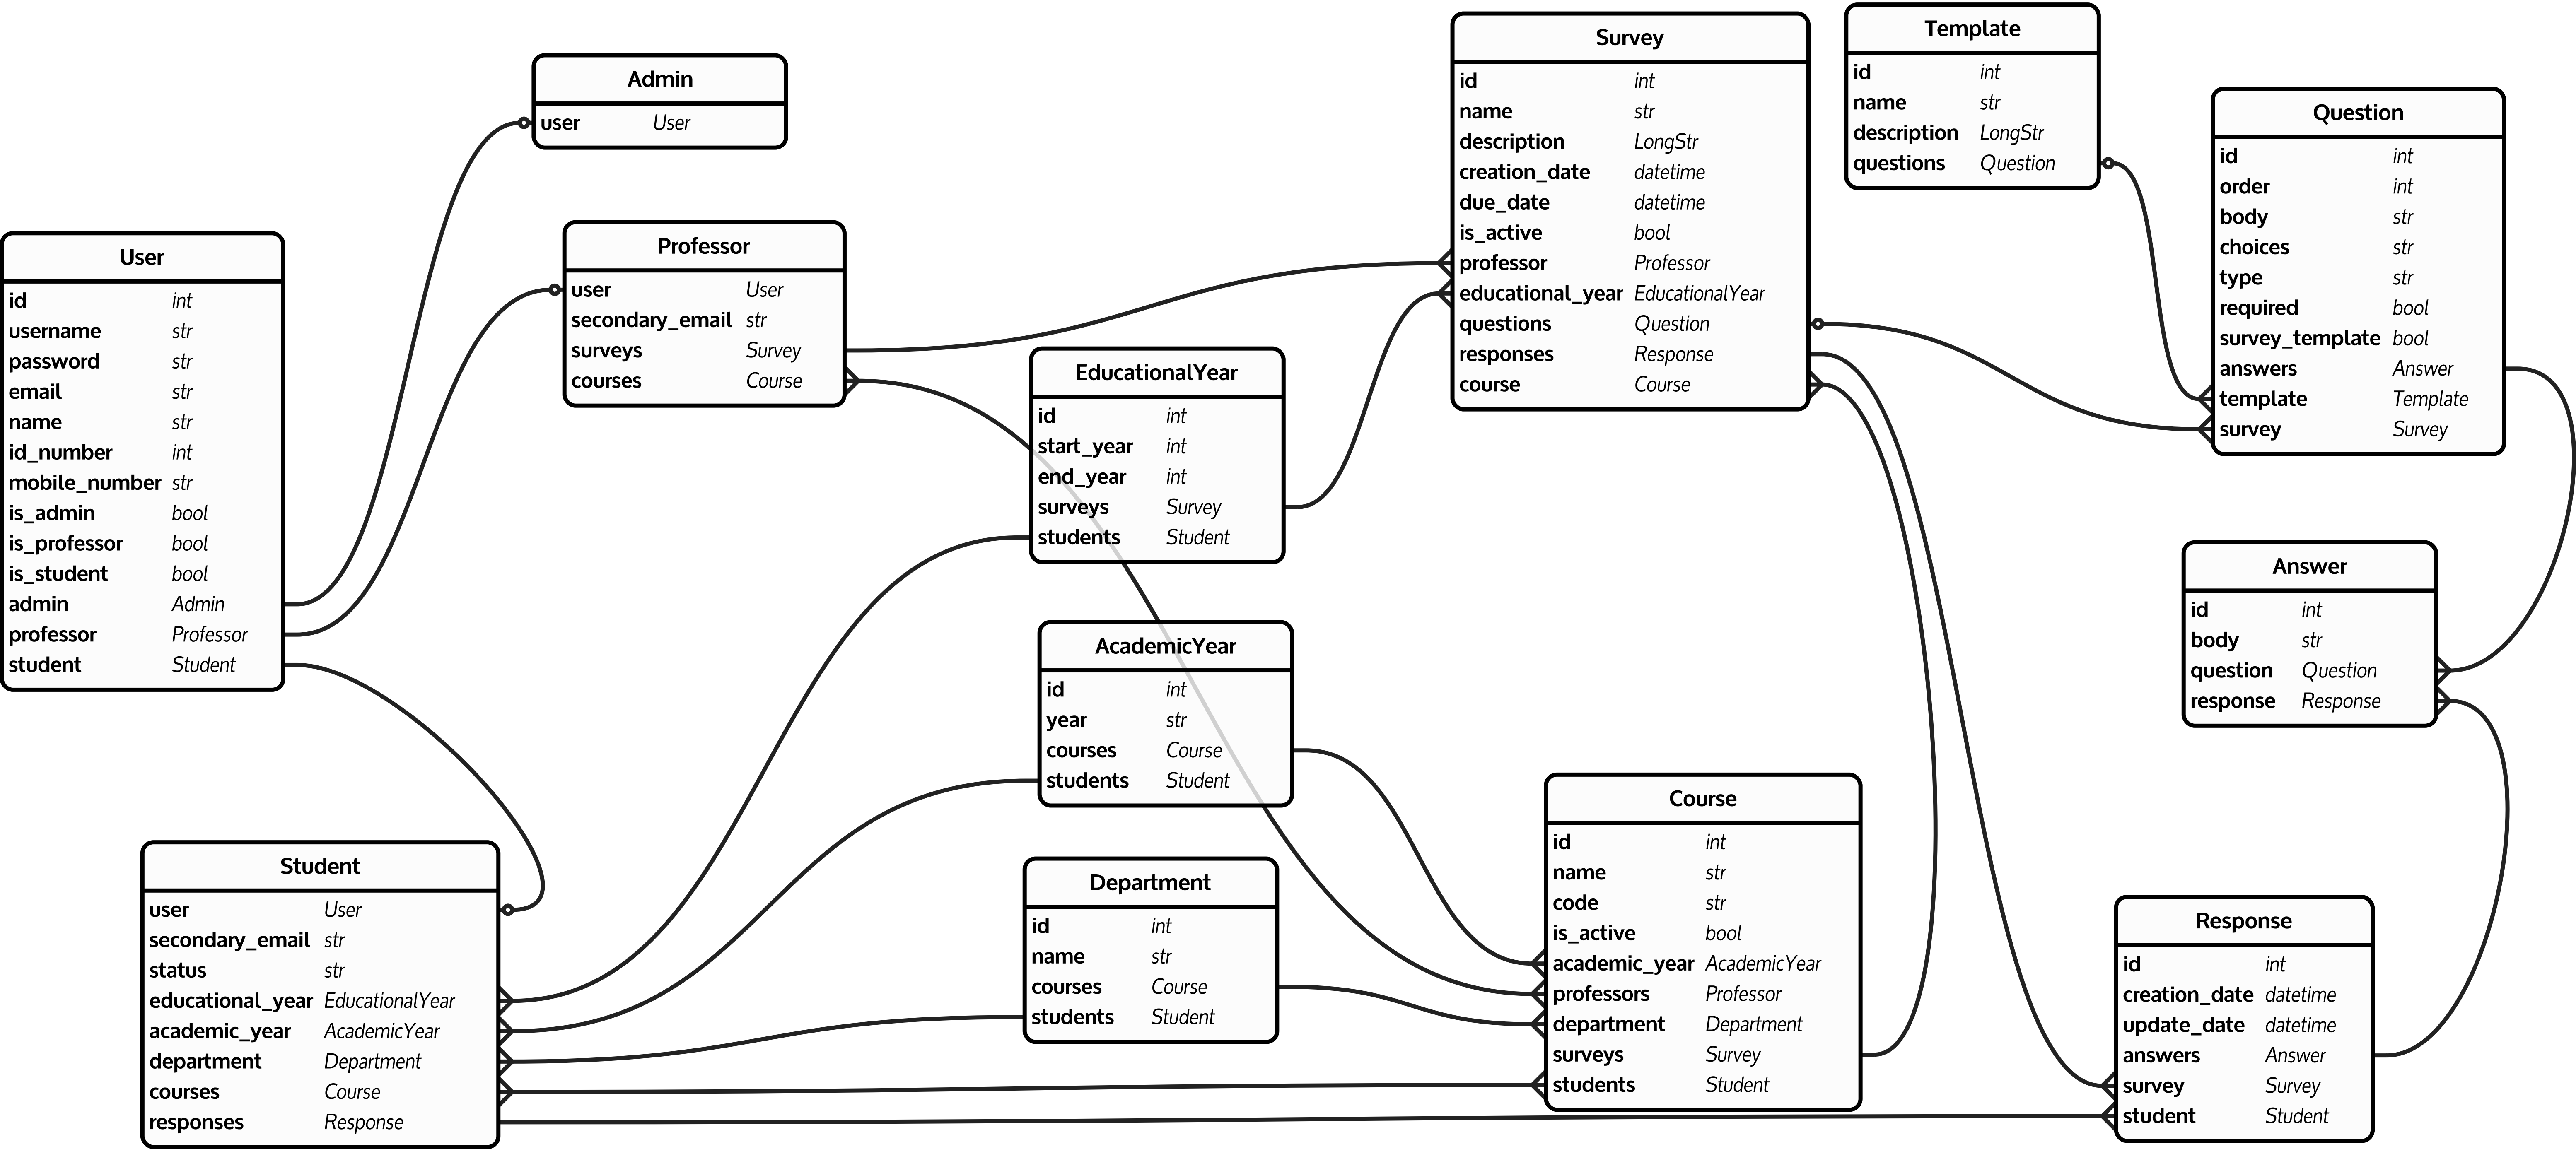 Admin
user User
User
id int
username str
password str
email str
name str
id_number int
mobile_number str
is_admin bool
is_professor bool
is_student bool
admin Admin
professor Professor
student Student
Professor
user User
secondary_email str
surveys Survey
courses Course
Student
user User
secondary_email str
status str
educational_year EducationalYear
academic_year AcademicYear
department Department
courses Course
responses Response
EducationalYear
id int
start_year int
end_year int
surveys Survey
students Student
AcademicYear
id int
year str
courses Course
students Student
Department
id int
name str
courses Course
students Student
Survey
id int
name str
description LongStr
creation_date datetime
due_date datetime
is_active bool
professor Professor
educational_year EducationalYear
questions Question
responses Response
course Course
Course
id int
name str
code str
is_active bool
academic_year AcademicYear
professors Professor
department Department
surveys Survey
students Student
Template
id int
name str
description LongStr
questions Question
Question
id int
order int
body str
choices str
type str
required bool
survey_template bool
answers Answer
template Template
survey Survey
Answer
id int
body str
question Question
response Response
Response
id int
creation_date datetime
update_date datetime
answers Answer
survey Survey
student Student